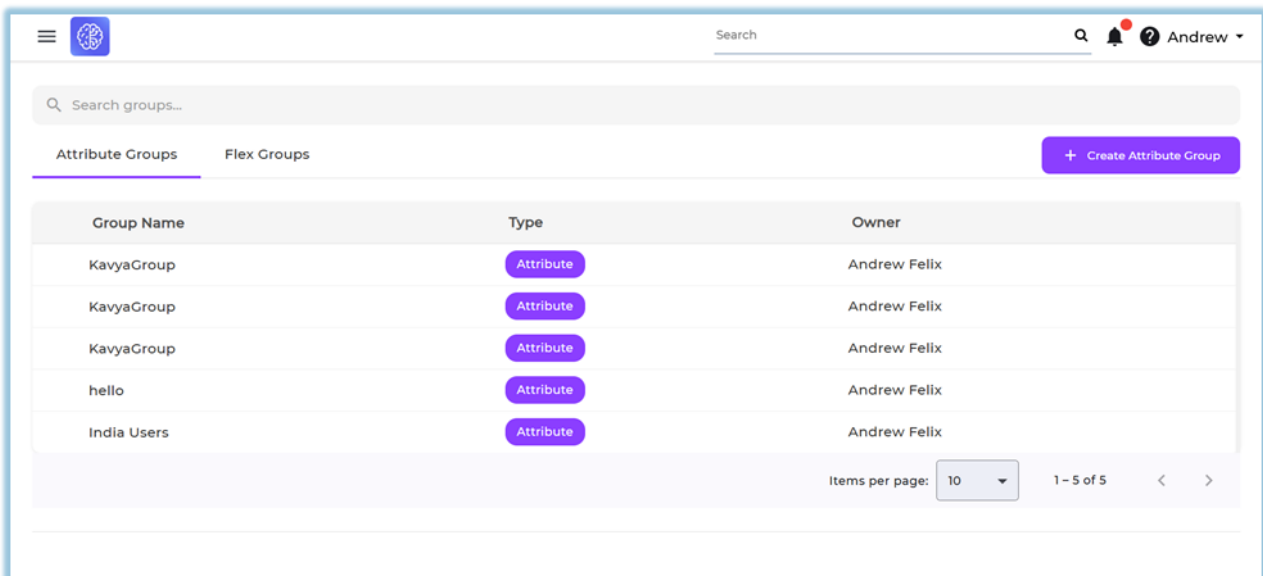 Search
Andrew
Search groups...
Attribute Groups Flex Groups + Create Attribute Group
Group Name Type Owner
KavyaGroup Attribute Andrew Felix
KavyaGroup Attribute Andrew Felix
KavyaGroup Attribute Andrew Felix
hello Attribute Andrew Felix
India Users Attribute Andrew Felix
Items per page: 10 1 – 5 of 5